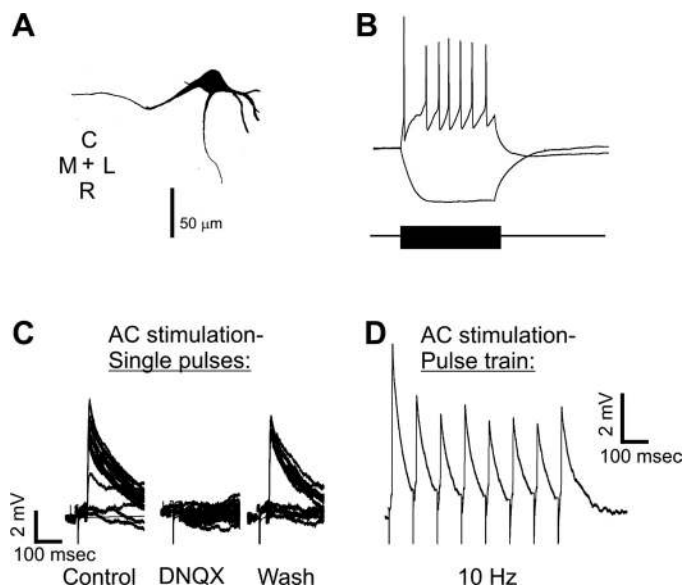 A
C
M + L
R
50 μm
B
C
AC stimulation-
Single pulses:
2 mV
100 msec
Control
DNQX
Wash
D
AC stimulation-
Pulse train:
2 mV
100 msec
10 Hz